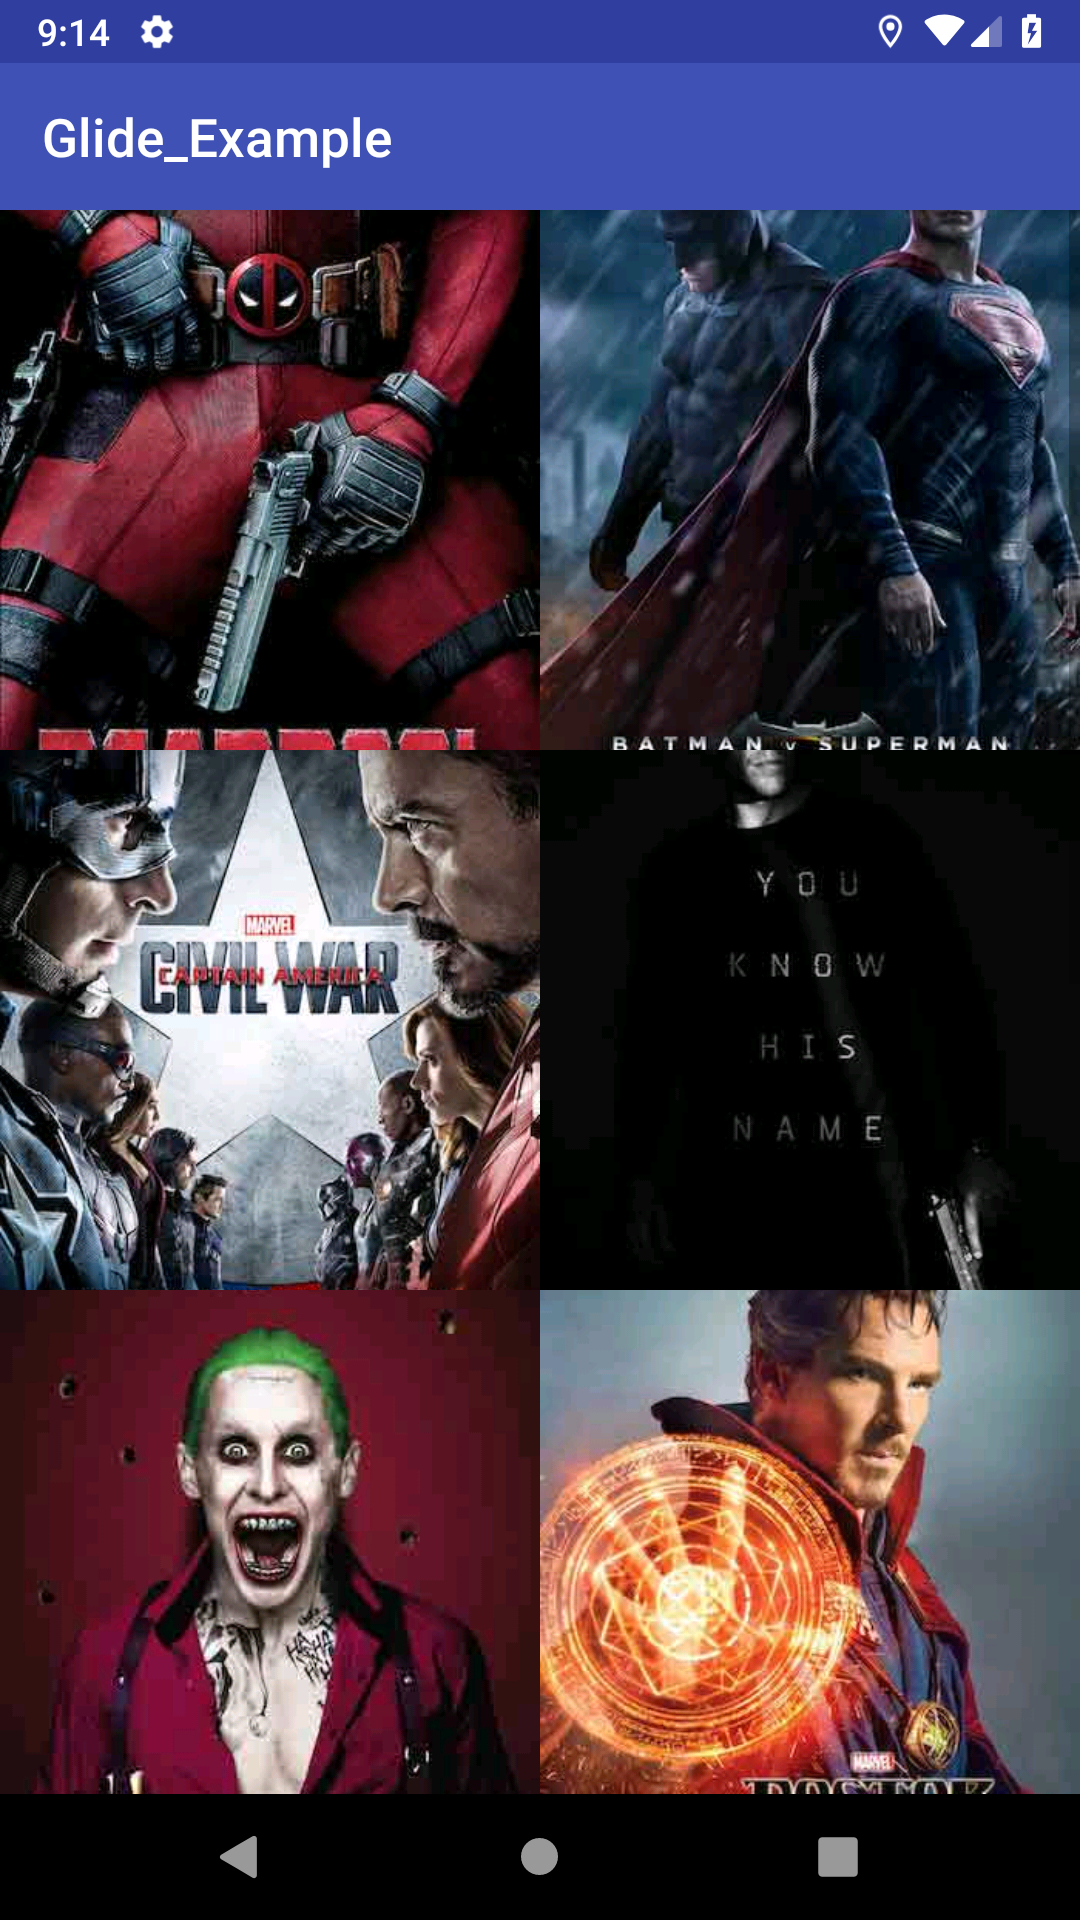 9:14
Glide_Example
BATMAN v SUPERMAN
MARVEL
CAPTAIN AMERICA
CIVIL WAR
YOU
KNOW
HIS
NAME
MARVEL